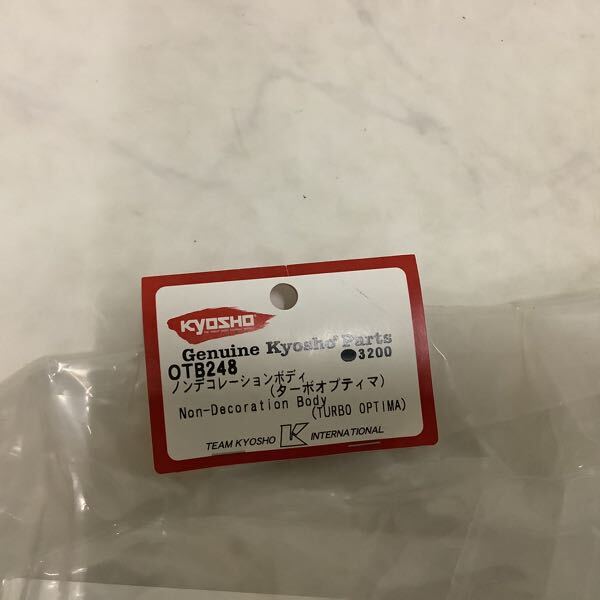 KYOSHO
Genuine Kyosho Parts
OTB248 ●3200
ノンデコレーションボディ
(ターボオプティマ)
Non-Decoration Body
(TURBO OPTIMA)
TEAM KYOSHO K INTERNATIONAL